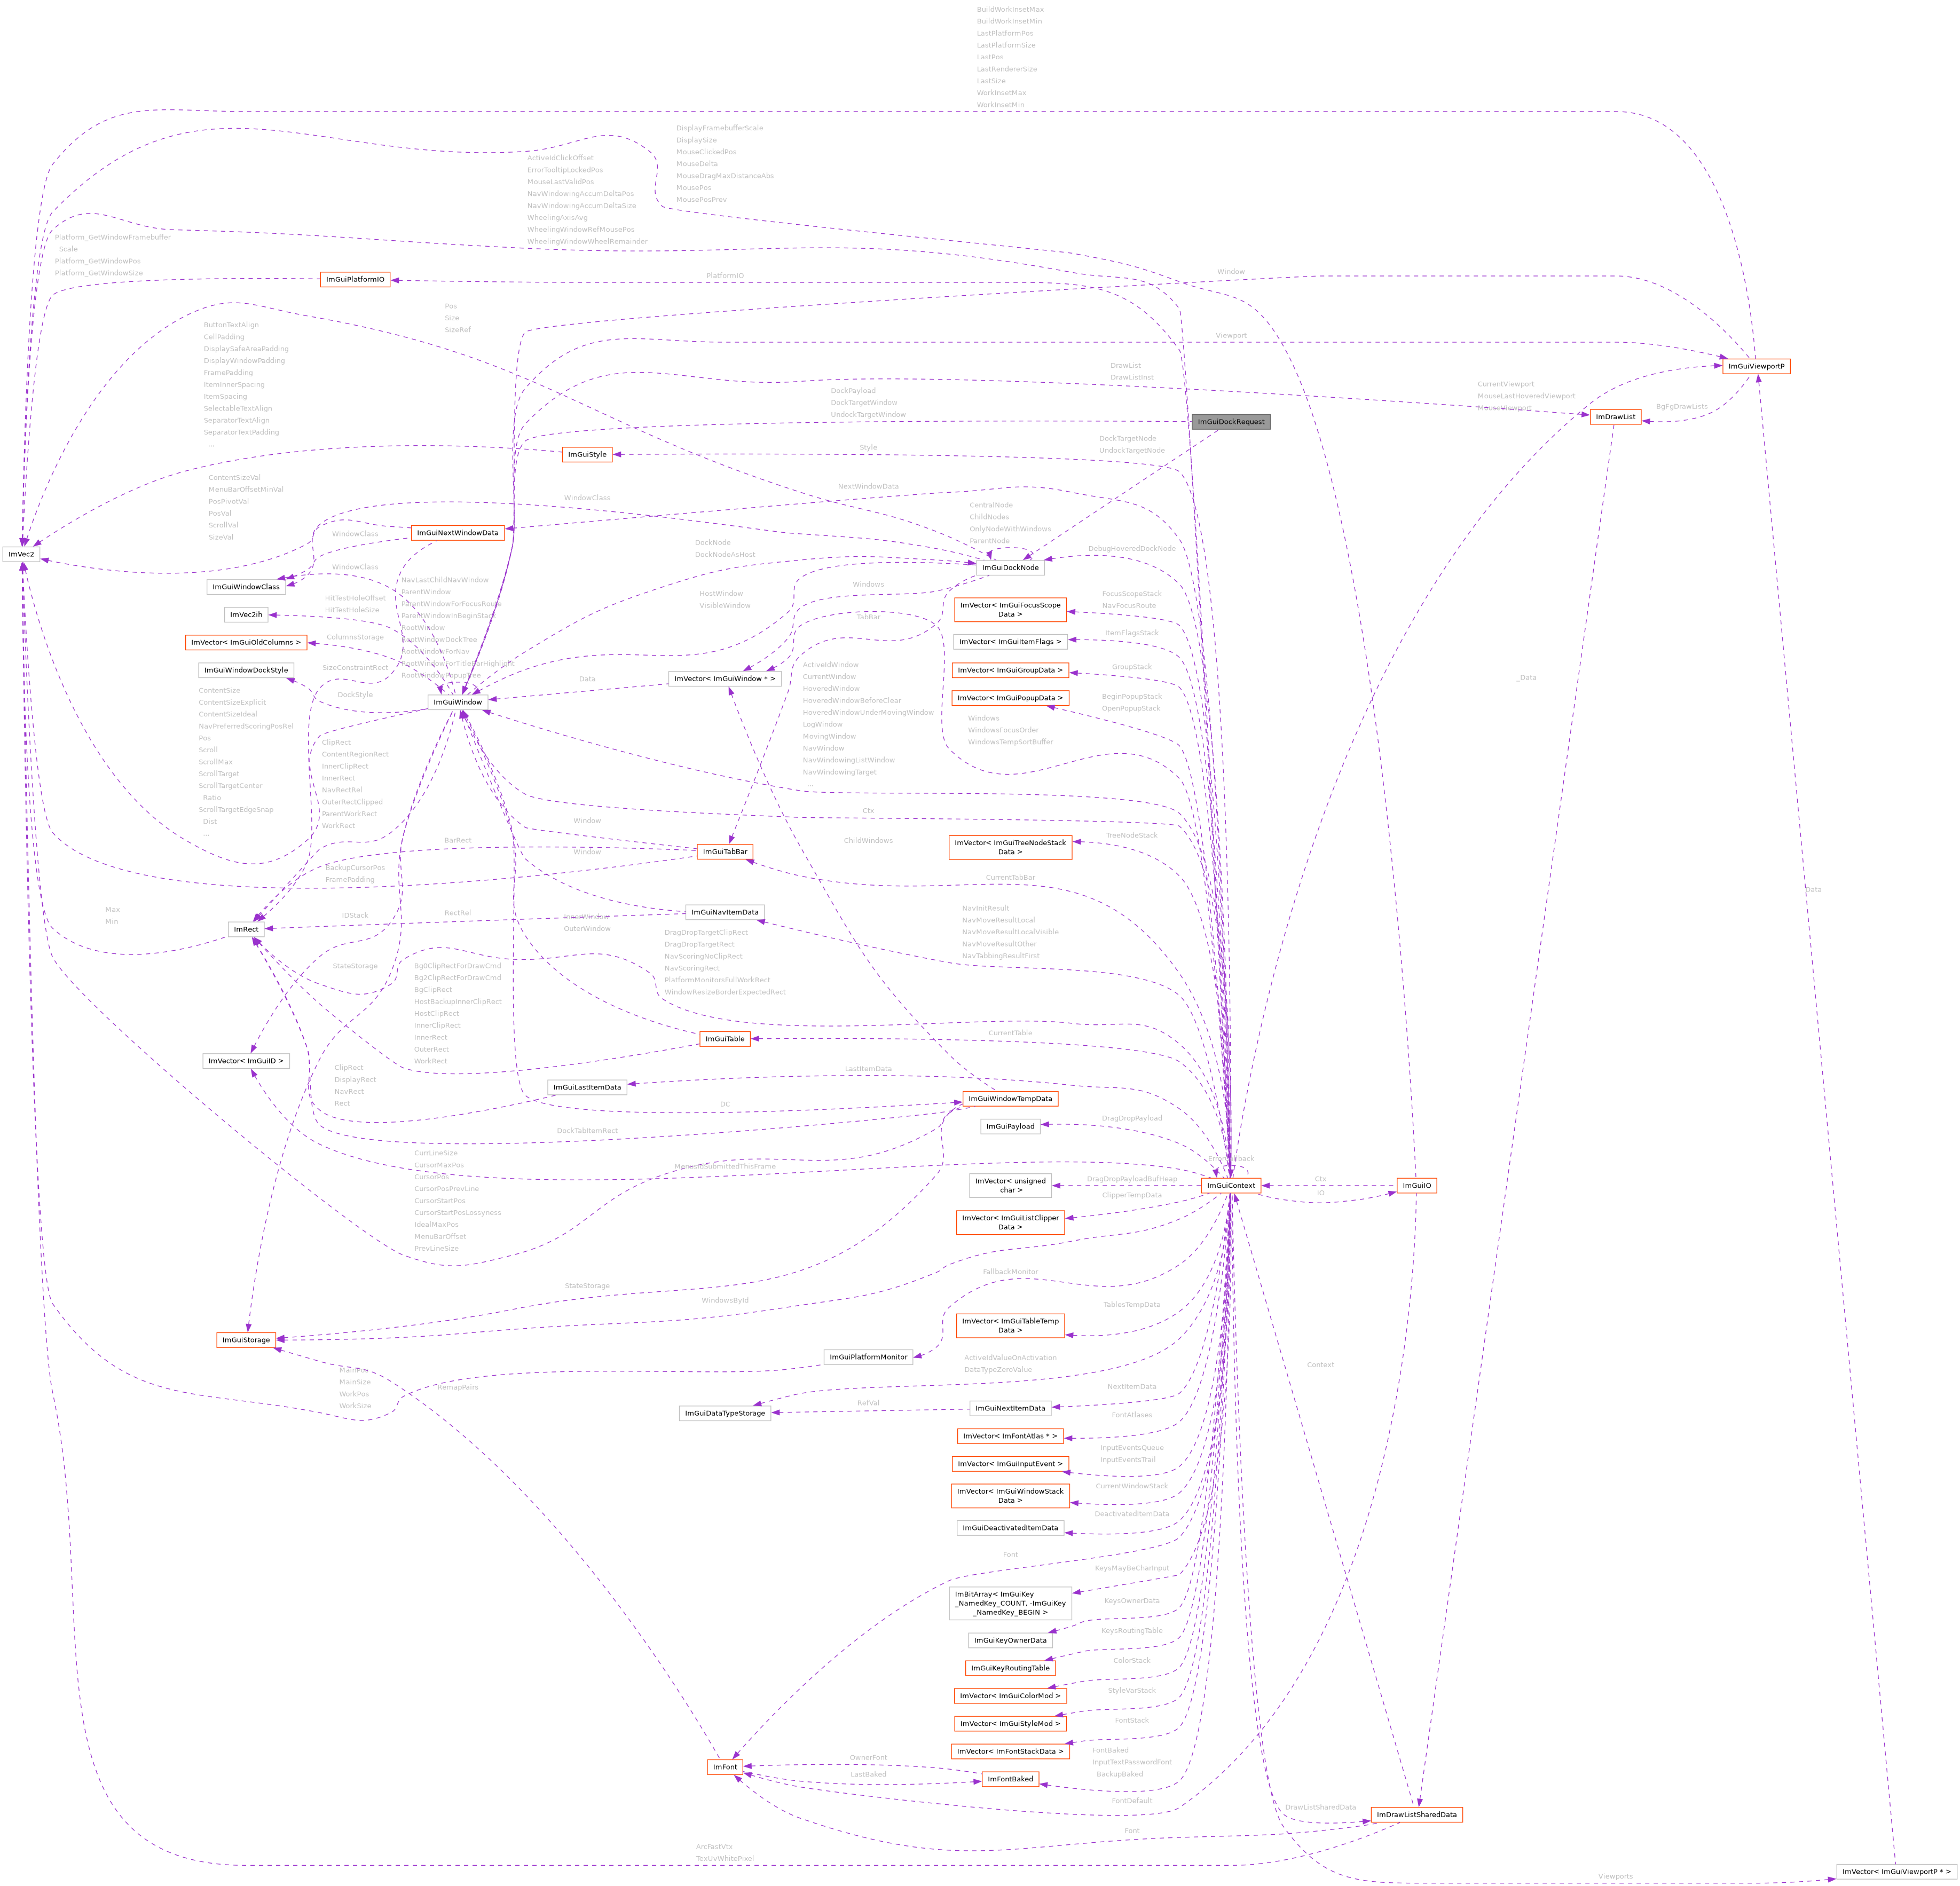 BuildWorkInsetMax
BuildWorkInsetMin
LastPlatformPos
LastPlatformSize
LastPos
LastRendererSize
LastSize
WorkInsetMax
WorkInsetMin
DisplayFramebufferScale
DisplaySize
MouseClickedPos
MouseDelta
MouseDragMaxDistanceAbs
MousePos
MousePosPrev
ActiveIdClickOffset
ErrorTooltipLockedPos
MouseLastValidPos
NavWindowingAccumDeltaPos
NavWindowingAccumDeltaSize
WheelingAxisAvg
WheelingWindowRefMousePos
WheelingWindowWheelRemainder
Platform_GetWindowFramebuffer
Scale
Platform_GetWindowPos
Platform_GetWindowSize
ImGuiPlatformIO
PlatformIO
Window
Pos
Size
SizeRef
ButtonTextAlign
CellPadding
DisplaySafeAreaPadding
DisplayWindowPadding
FramePadding
ItemInnerSpacing
ItemSpacing
SelectableTextAlign
SeparatorTextAlign
SeparatorTextPadding
...
Viewport
ImGuiViewportP
DrawList
DrawListInst
CurrentViewport
MouseLastHoveredViewport
MouseViewport
BgFgDrawLists
ImDrawList
DockPayload
DockTargetWindow
UndockTargetWindow
ImGuiDockRequest
DockTargetNode
UndockTargetNode
ImGuiStyle
Style
ContentSizeVal
MenuBarOffsetMinVal
PosPivotVal
PosVal
ScrollVal
SizeVal
NextWindowData
WindowClass
ImGuiNextWindowData
WindowClass
CentralNode
ChildNodes
OnlyNodeWithWindows
ParentNode
DockNode
DockNodeAsHost
DebugHoveredDockNode
ImVec2
ImGuiDockNode
WindowClass
ImGuiWindowClass
NavLastChildNavWindow
ParentWindow
ParentWindowForFocusRoute
ParentWindowInBeginStack
RootWindow
RootWindowDockTree
RootWindowForNav
RootWindowForTitleBarHighlight
RootWindowPopupTree
HitTestHoleOffset
HitTestHoleSize
ImVec2ih
HostWindow
VisibleWindow
Windows
ImVector< ImGuiFocusScope
Data >
FocusScopeStack
NavFocusRoute
TabBar
ColumnsStorage
ImVector< ImGuiOldColumns >
ImVector< ImGuiItemFlags >
ItemFlagsStack
SizeConstraintRect
ImGuiWindowDockStyle
DockStyle
ImVector< ImGuiGroupData >
GroupStack
Data
ImVector< ImGuiWindow * >
ActiveIdWindow
CurrentWindow
HoveredWindow
HoveredWindowBeforeClear
HoveredWindowUnderMovingWindow
LogWindow
MovingWindow
NavWindow
NavWindowingListWindow
NavWindowingTarget
...
ImVector< ImGuiPopupData >
BeginPopupStack
OpenPopupStack
_Data
ImGuiWindow
ContentSize
ContentSizeExplicit
ContentSizeIdeal
NavPreferredScoringPosRel
Pos
Scroll
ScrollMax
ScrollTarget
ScrollTargetCenter
Ratio
ScrollTargetEdgeSnap
Dist
...
Windows
WindowsFocusOrder
WindowsTempSortBuffer
ClipRect
ContentRegionRect
InnerClipRect
InnerRect
NavRectRel
OuterRectClipped
ParentWorkRect
WorkRect
Ctx
Window
ChildWindows
BarRect
Window
ImGuiTabBar
ImVector< ImGuiTreeNodeStack
Data >
TreeNodeStack
BackupCursorPos
FramePadding
CurrentTabBar
Data
Max
Min
IDStack
RectRel
ImGuiNavItemData
InnerWindow
OuterWindow
NavInitResult
NavMoveResultLocal
NavMoveResultLocalVisible
NavMoveResultOther
NavTabbingResultFirst
ImRect
StateStorage
DragDropTargetClipRect
DragDropTargetRect
NavScoringNoClipRect
NavScoringRect
PlatformMonitorsFullWorkRect
WindowResizeBorderExpectedRect
Bg0ClipRectForDrawCmd
Bg2ClipRectForDrawCmd
BgClipRect
HostBackupInnerClipRect
HostClipRect
InnerClipRect
InnerRect
OuterRect
WorkRect
ImGuiTable
CurrentTable
ImVector< ImGuiID >
ClipRect
DisplayRect
NavRect
Rect
ImGuiLastItemData
LastItemData
DC
ImGuiWindowTempData
DockTabItemRect
ImGuiPayload
DragDropPayload
CurrLineSize
CursorMaxPos
CursorPos
CursorPosPrevLine
CursorStartPos
CursorStartPosLossyness
IdealMaxPos
MenuBarOffset
PrevLineSize
ErrorCallback
ImVector< unsigned
char >
DragDropPayloadBufHeap
ImGuiContext
Ctx
IO
ImGuiIO
ClipperTempData
ImVector< ImGuiListClipper
Data >
StateStorage
WindowsById
FallbackMonitor
ImGuiStorage
ImVector< ImGuiTableTemp
Data >
TablesTempData
ImGuiPlatformMonitor
MainSize
WorkPos
WorkSize
RemapPairs
ActiveIdValueOnActivation
DataTypeZeroValue
Context
ImGuiDataTypeStorage
RefVal
ImGuiNextItemData
NextItemData
ImVector< ImFontAtlas * >
FontAtlases
ImVector< ImGuiInputEvent >
InputEventsQueue
InputEventsTrail
ImVector< ImGuiWindowStack
Data >
CurrentWindowStack
ImGuiDeactivatedItemData
DeactivatedItemData
Font
ImBitArray< ImGuiKey
_NamedKey_COUNT, -ImGuiKey
_NamedKey_BEGIN >
KeysMayBeCharInput
ImGuiKeyOwnerData
KeysOwnerData
ImGuiKeyRoutingTable
KeysRoutingTable
ImVector< ImGuiColorMod >
ColorStack
ImVector< ImGuiStyleMod >
StyleVarStack
ImVector< ImFontStackData >
FontStack
OwnerFont
LastBaked
ImFont
ImFontBaked
FontBaked
InputTextPasswordFont
BackupBaked
FontDefault
DrawListSharedData
ImDrawListSharedData
Font
ArcFastVtx
TexUvWhitePixel
Viewports
ImVector< ImGuiViewportP * >